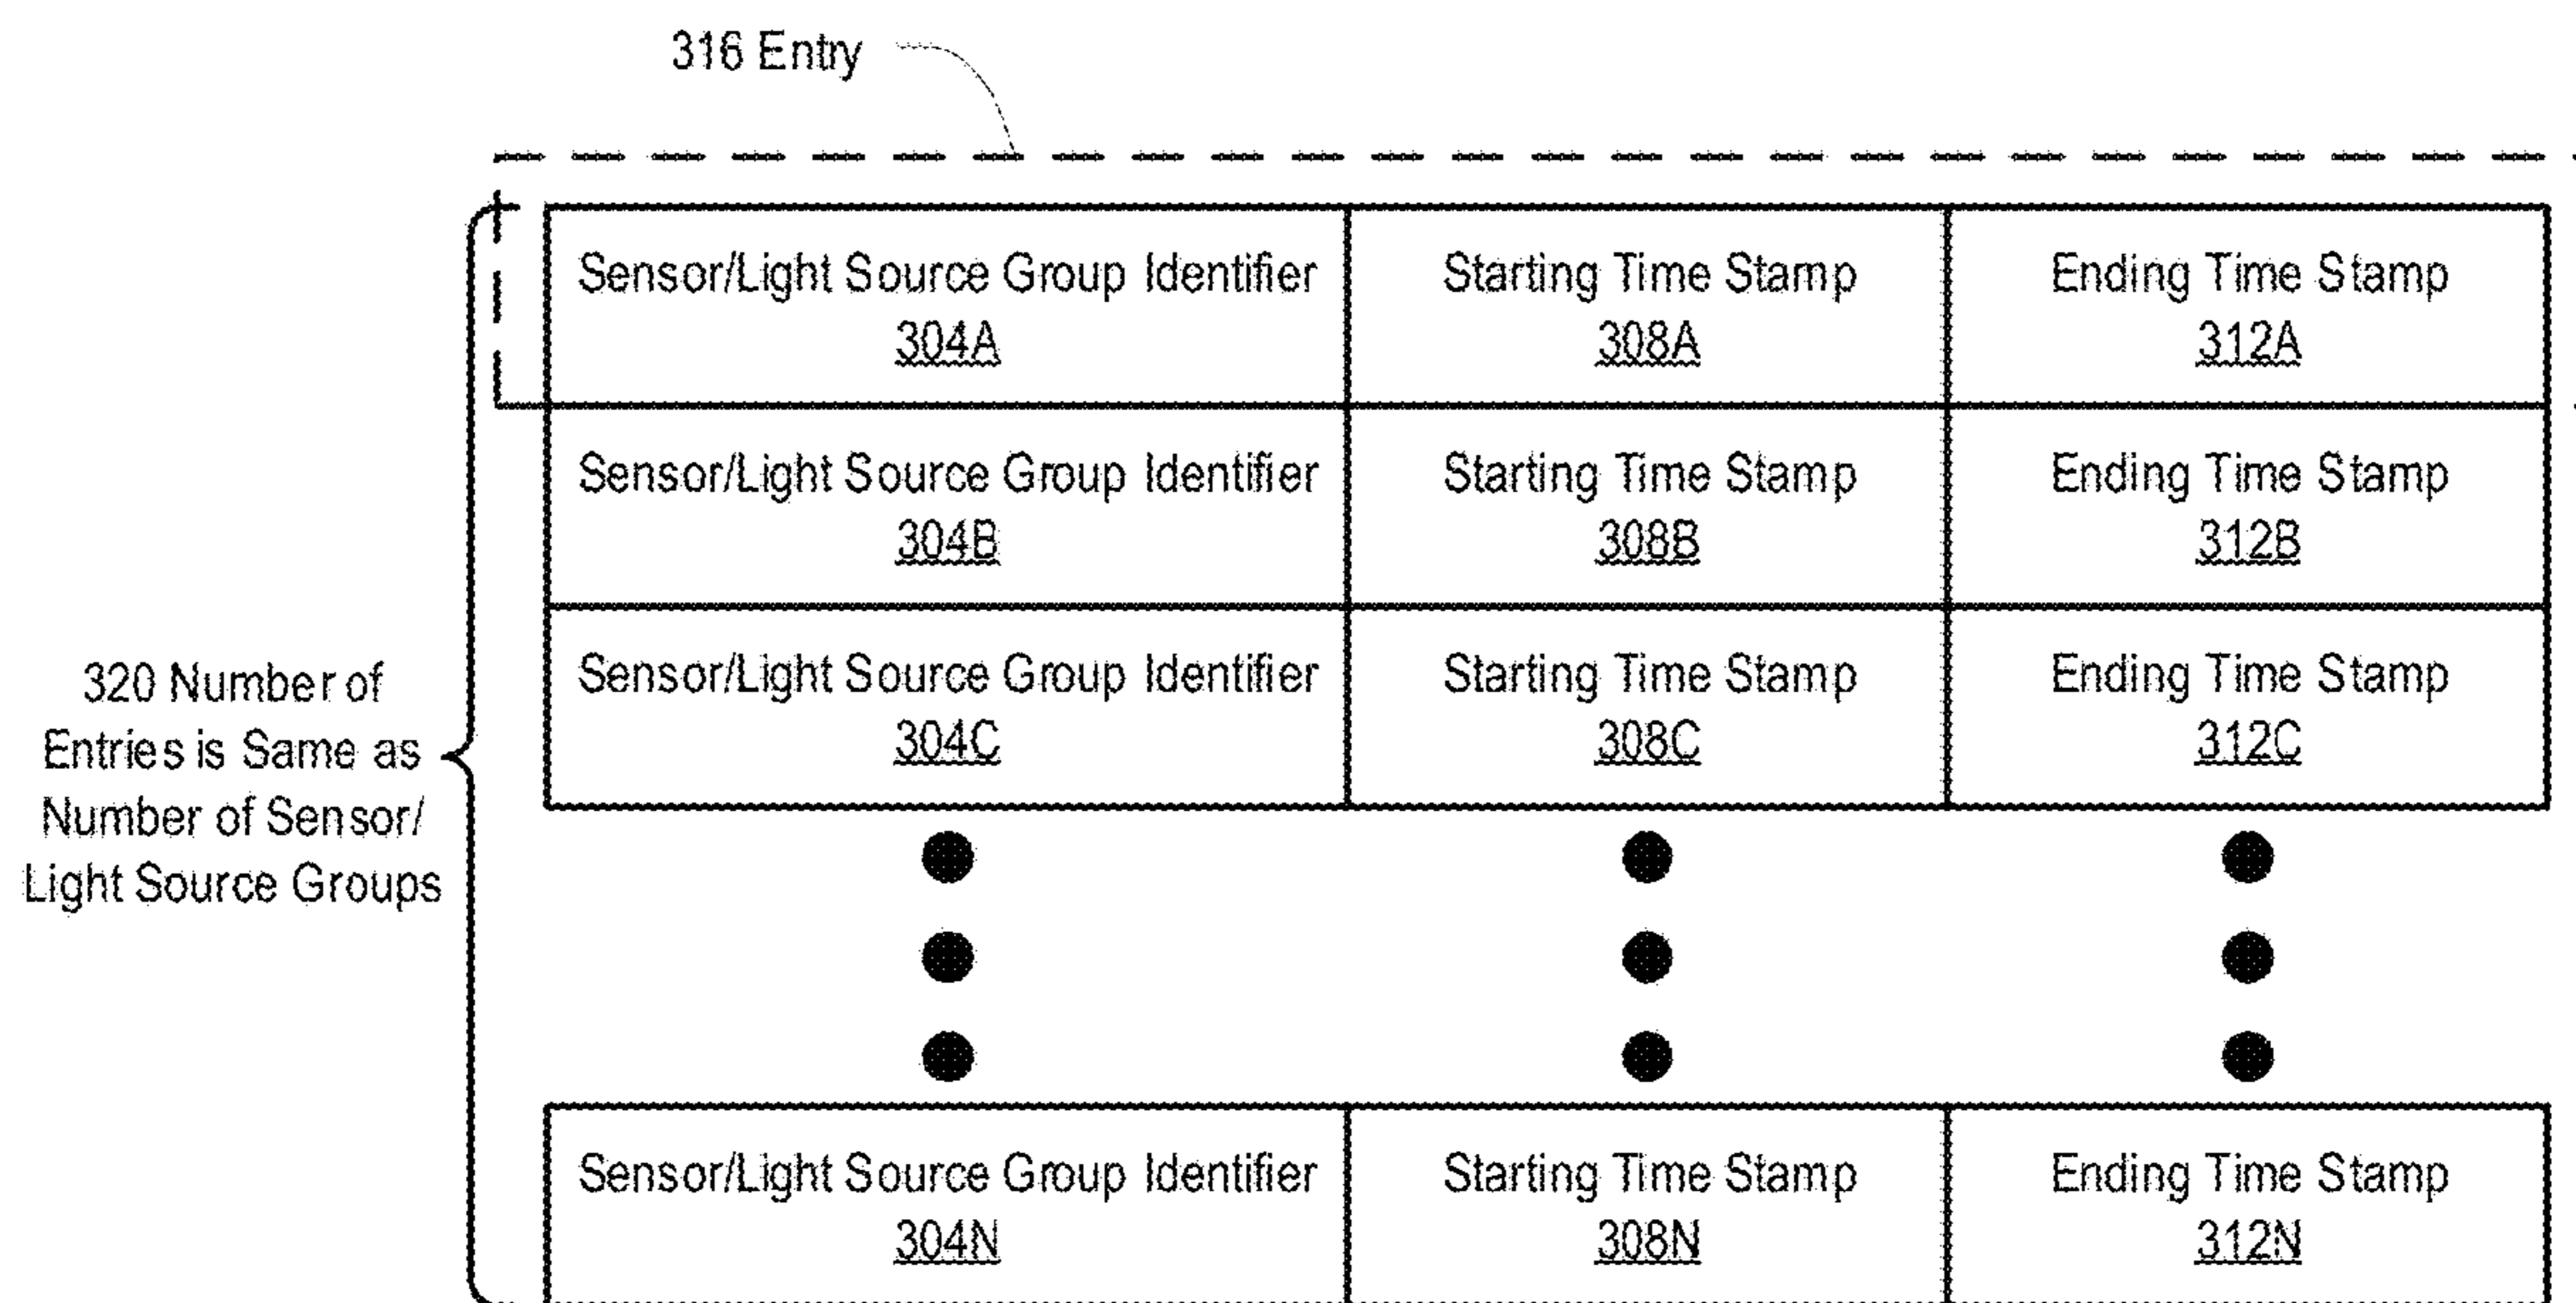 316 Entry
Sensor/Light Source Group Identifier
304A
Starting Time Stamp
308A
Ending Time Stamp
312A
Sensor/Light Source Group Identifier
304B
Starting Time Stamp
308B
Ending Time Stamp
312B
Sensor/Light Source Group Identifier
304C
Starting Time Stamp
308C
Ending Time Stamp
312C
320 Number of
Entries is Same as
Number of Sensor/
Light Source Groups
Sensor/Light Source Group Identifier
304N
Starting Time Stamp
308N
Ending Time Stamp
312N